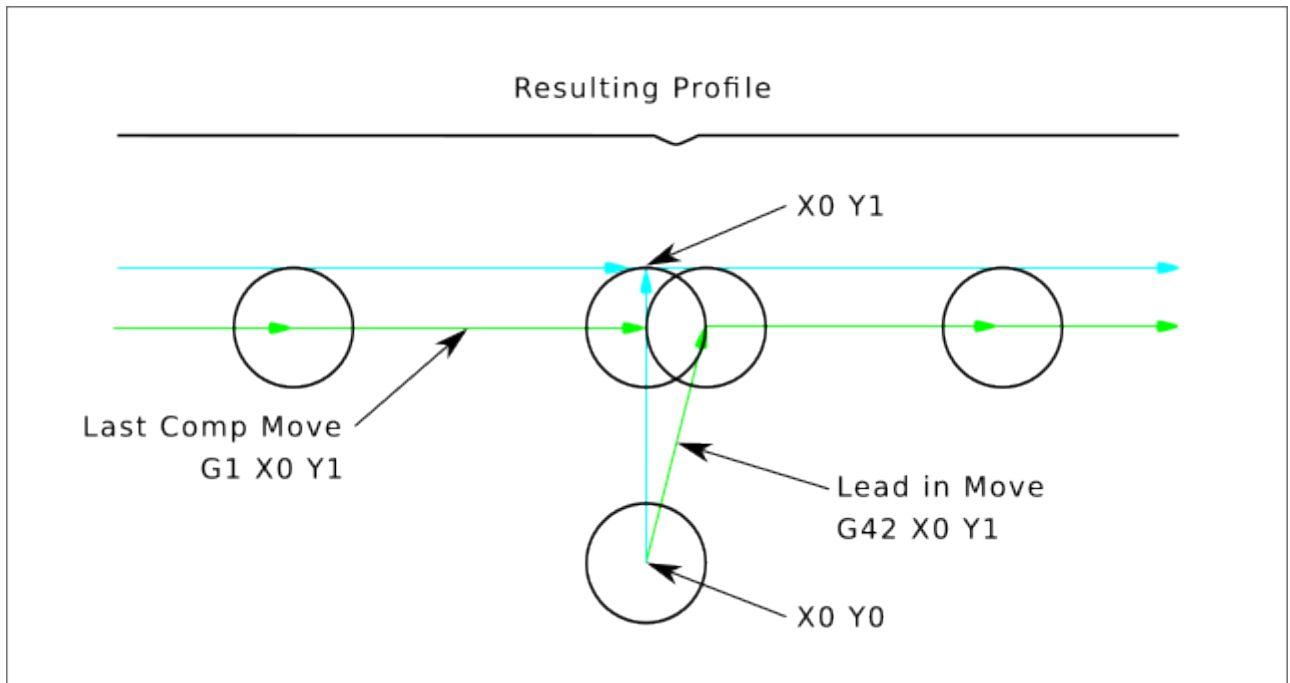 Resulting Profile
X0 Y1
Last Comp Move
G1 X0 Y1
Lead in Move
G42 X0 Y1
X0 Y0